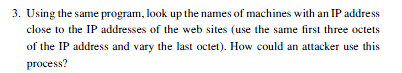 3. Using the same program, look up the names of machines with an IP address
close to the IP addresses of the web sites (use the same first three octets
of the IP address and vary the last octet). How could an attacker use this
process?